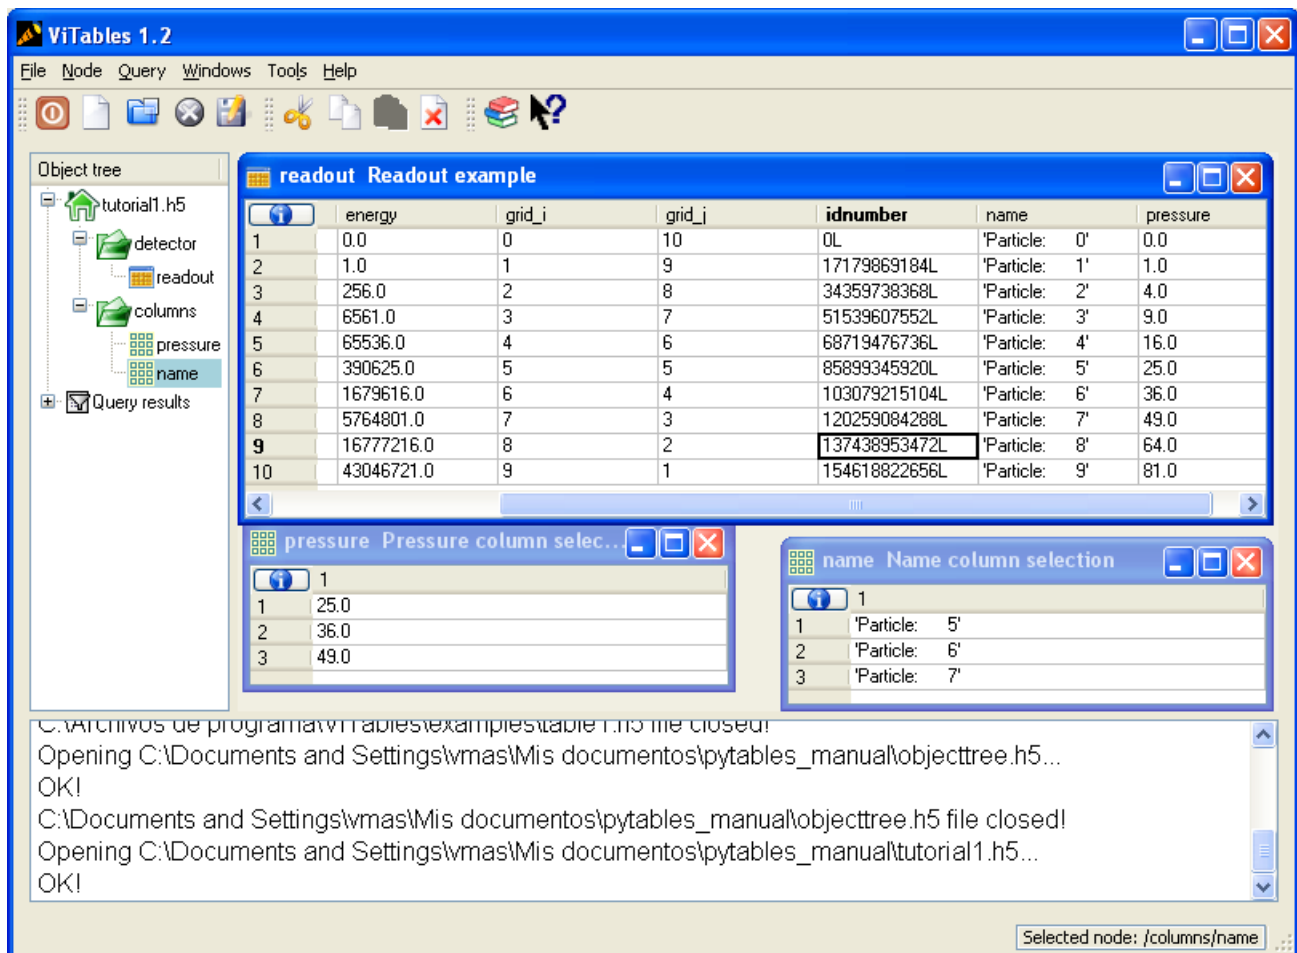 ViTables 1.2
File Node Query Windows Tools Help
Object tree
tutorial1.h5
detector
readout
columns
pressure
name
Query results
readout Readout example
energy grid_i grid_j idnumber name pressure
1 0.0 0 10 0L 'Particle: 0' 0.0
2 1.0 1 9 17179869184L 'Particle: 1' 1.0
3 256.0 2 8 34359738368L 'Particle: 2' 4.0
4 6561.0 3 7 51539607552L 'Particle: 3' 9.0
5 65536.0 4 6 68719476736L 'Particle: 4' 16.0
6 390625.0 5 5 85899345920L 'Particle: 5' 25.0
7 1679616.0 6 4 103079215104L 'Particle: 6' 36.0
8 5764801.0 7 3 120259084288L 'Particle: 7' 49.0
9 16777216.0 8 2 137438953472L 'Particle: 8' 64.0
10 43046721.0 9 1 154618822656L 'Particle: 9' 81.0
pressure Pressure column selec...
1
1 25.0
2 36.0
3 49.0
name Name column selection
1
1 'Particle: 5'
2 'Particle: 6'
3 'Particle: 7'
C:\Archivos de programa\ViTables\examples\table1.h5 file closed!
Opening C:\Documents and Settings\vmas\Mis documentos\pytables_manual\objecttree.h5...
OK!
C:\Documents and Settings\vmas\Mis documentos\pytables_manual\objecttree.h5 file closed!
Opening C:\Documents and Settings\vmas\Mis documentos\pytables_manual\tutorial1.h5...
OK!
Selected node: /columns/name